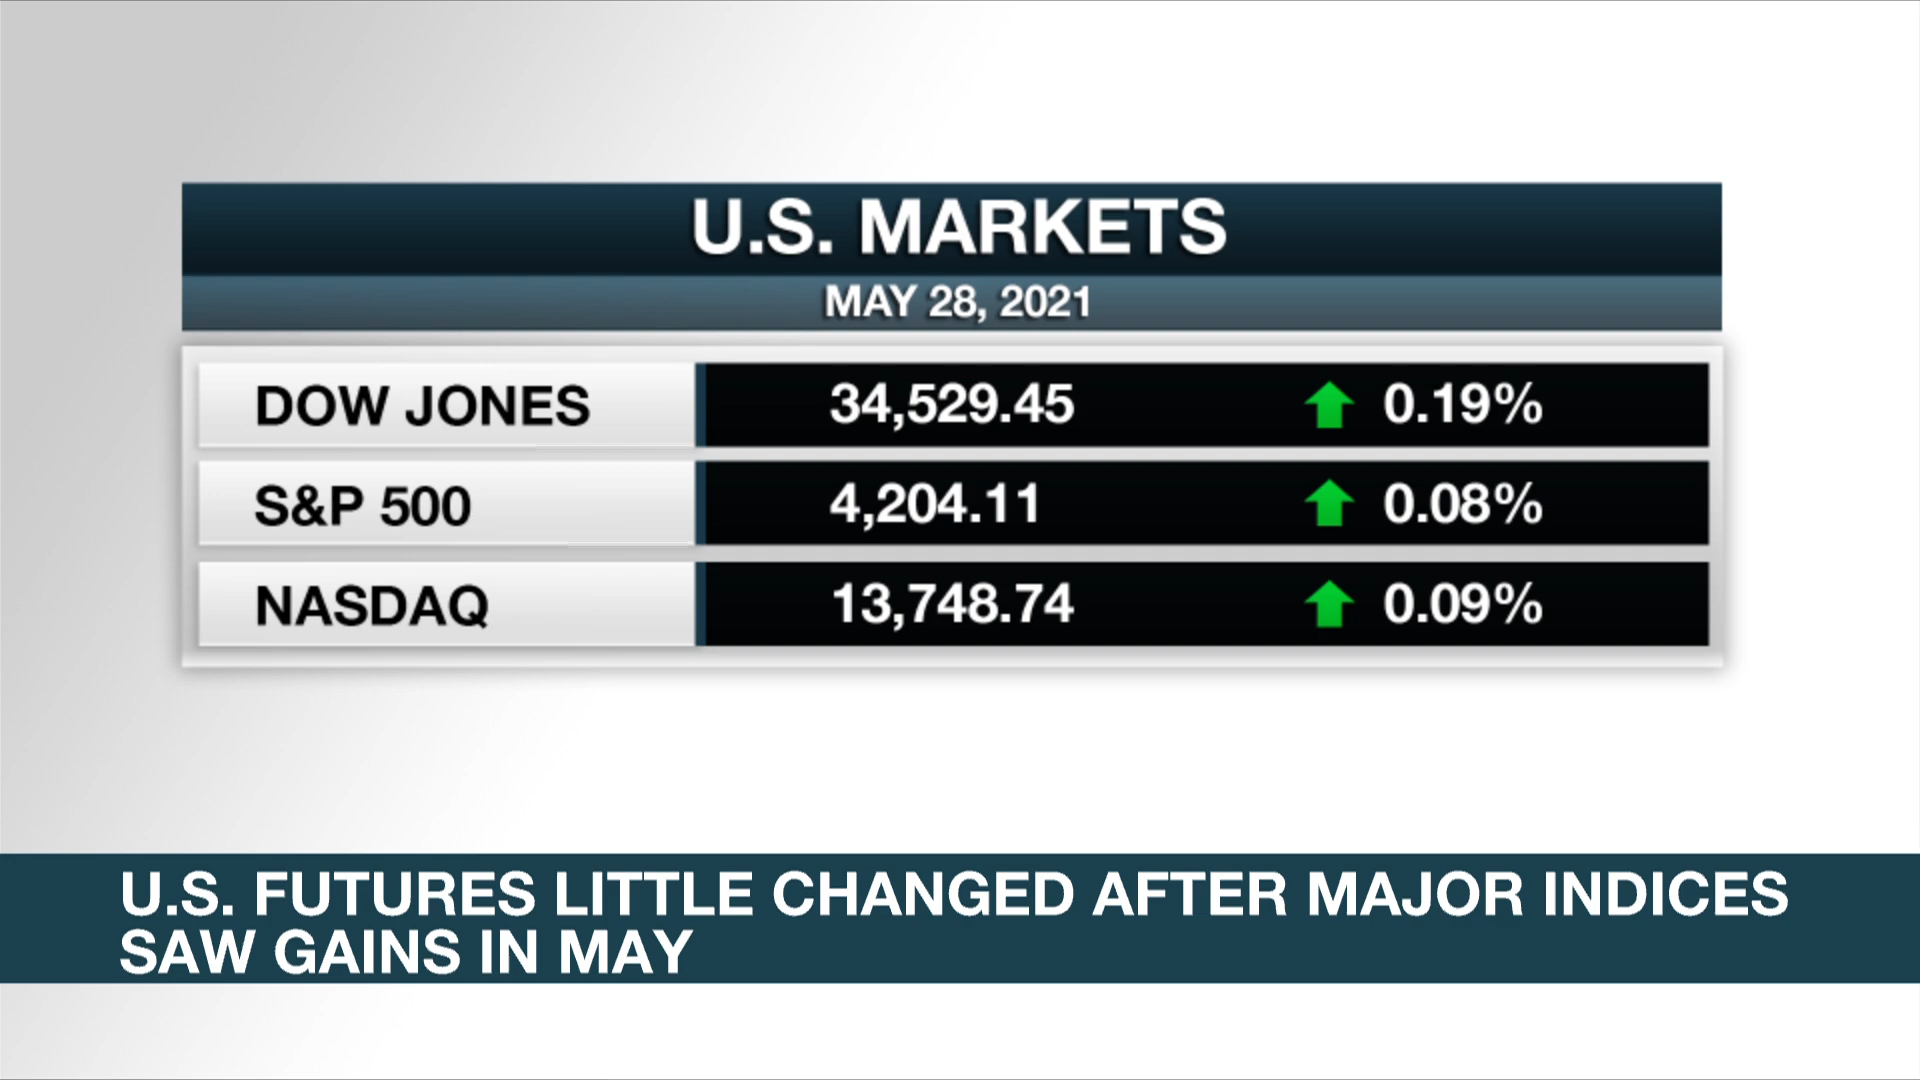 U.S. MARKETS
MAY 28, 2021
DOW JONES 34,529.45 0.19%
S&P 500 4,204.11 0.08%
NASDAQ 13,748.74 0.09%
U.S. FUTURES LITTLE CHANGED AFTER MAJOR INDICES
SAW GAINS IN MAY